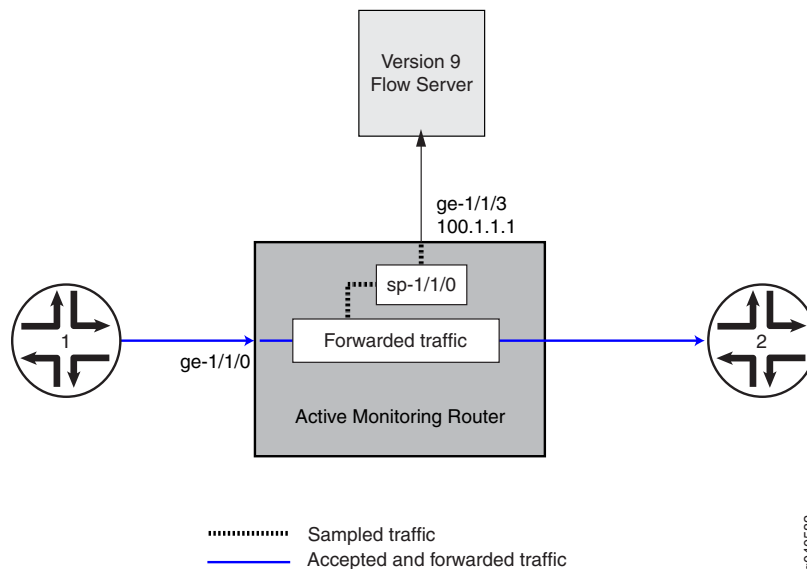 Version 9
Flow Server
ge-1/1/3
100.1.1.1
sp-1/1/0
1
Forwarded traffic
2
ge-1/1/0
Active Monitoring Router
Sampled traffic
Accepted and forwarded traffic